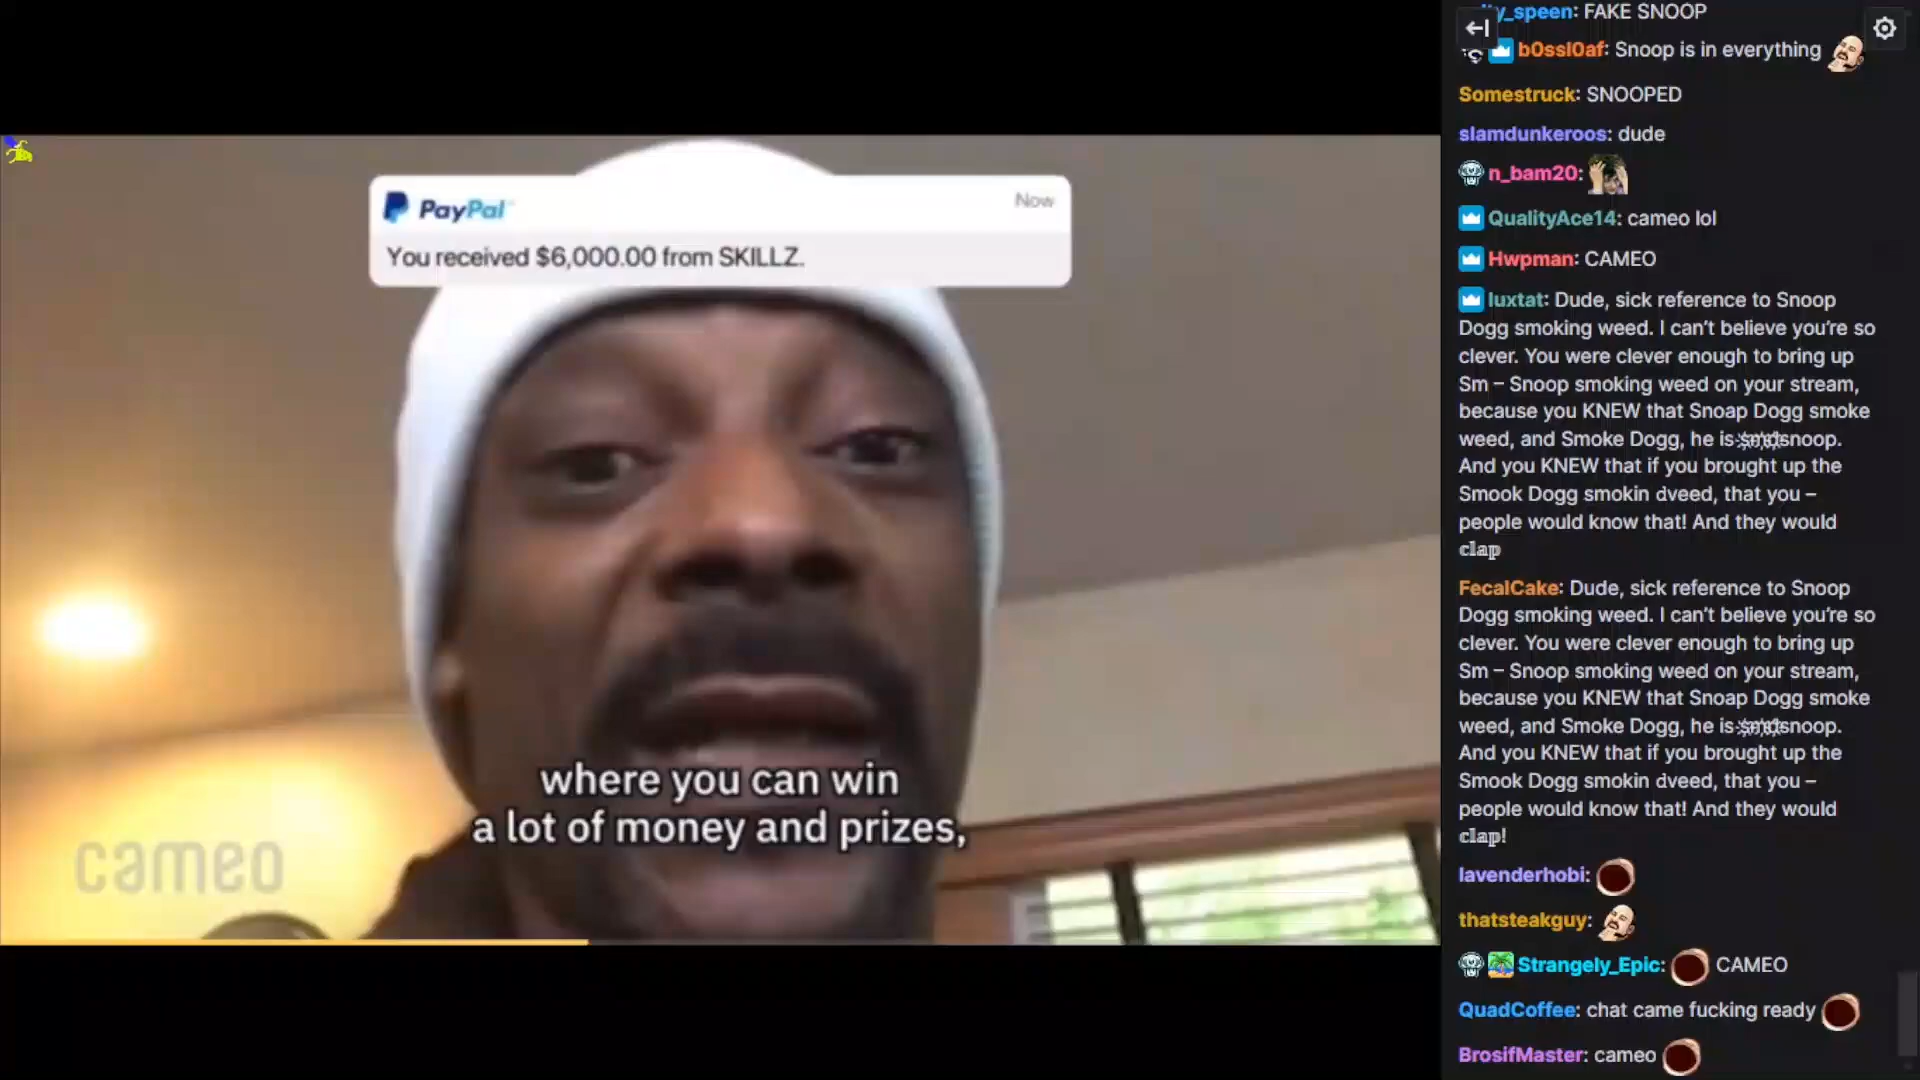 PayPal
Now
You received $6,000.00 from SKILLZ.
where you can win
a lot of money and prizes,
cameo
y_speen: FAKE SNOOP
b0ssl0af: Snoop is in everything
Somestruck: SNOOPED
slamdunkeroos: dude
n_bam20:
QualityAce14: cameo lol
Hwpman: CAMEO
luxtat: Dude, sick reference to Snoop
Dogg smoking weed. I can't believe you're so
clever. You were clever enough to bring up
Sm – Snoop smoking weed on your stream,
because you KNEW that Snoap Dogg smoke
weed, and Smoke Dogg, he is snoop.
And you KNEW that if you brought up the
Smook Dogg smokin dveed, that you –
people would know that! And they would
𝕔𝕝𝕒𝕡
FecalCake: Dude, sick reference to Snoop
Dogg smoking weed. I can't believe you're so
clever. You were clever enough to bring up
Sm – Snoop smoking weed on your stream,
because you KNEW that Snoap Dogg smoke
weed, and Smoke Dogg, he is snoop.
And you KNEW that if you brought up the
Smook Dogg smokin dveed, that you –
people would know that! And they would
𝕔𝕝𝕒𝕡!
lavenderhobi:
thatsteakguy:
Strangely_Epic: CAMEO
QuadCoffee: chat came fucking ready
BrosifMaster: cameo